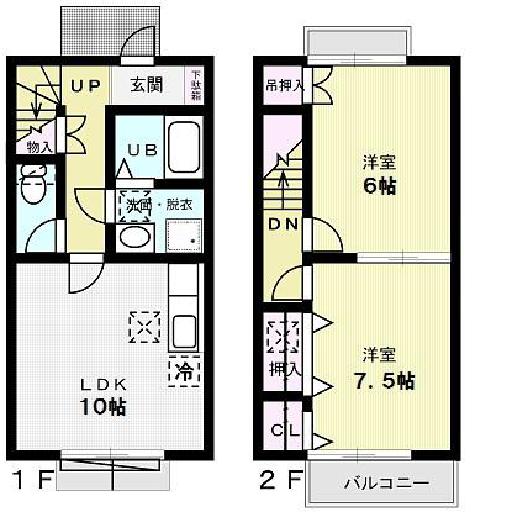 UP
玄関
下駄箱
物入
UB
洗面・脱衣
LDK
10帖
冷
1F
吊押入
洋室
6帖
DN
洋室
7.5帖
押入
CL
2F
バルコニー